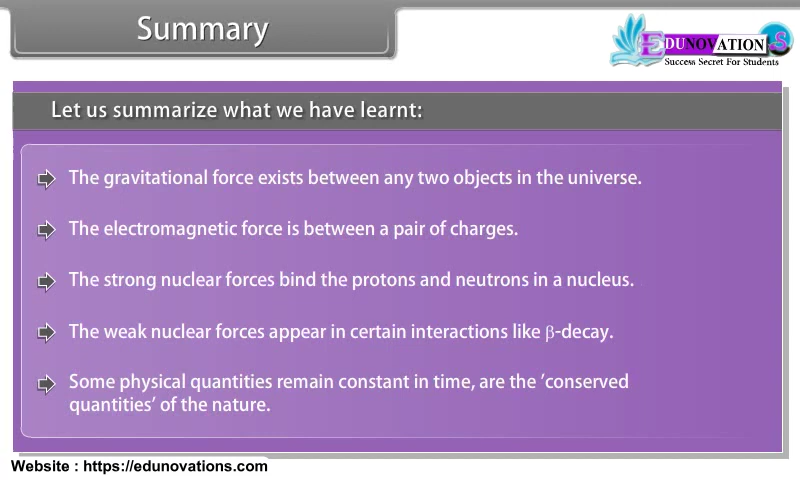 Summary
EDUNOVATIONS
Success Secret For Students
Let us summarize what we have learnt:
The gravitational force exists between any two objects in the universe.
The electromagnetic force is between a pair of charges.
The strong nuclear forces bind the protons and neutrons in a nucleus.
The weak nuclear forces appear in certain interactions like β-decay.
Some physical quantities remain constant in time, are the ‘conserved
quantities’ of the nature.
Website : https://edunovations.com